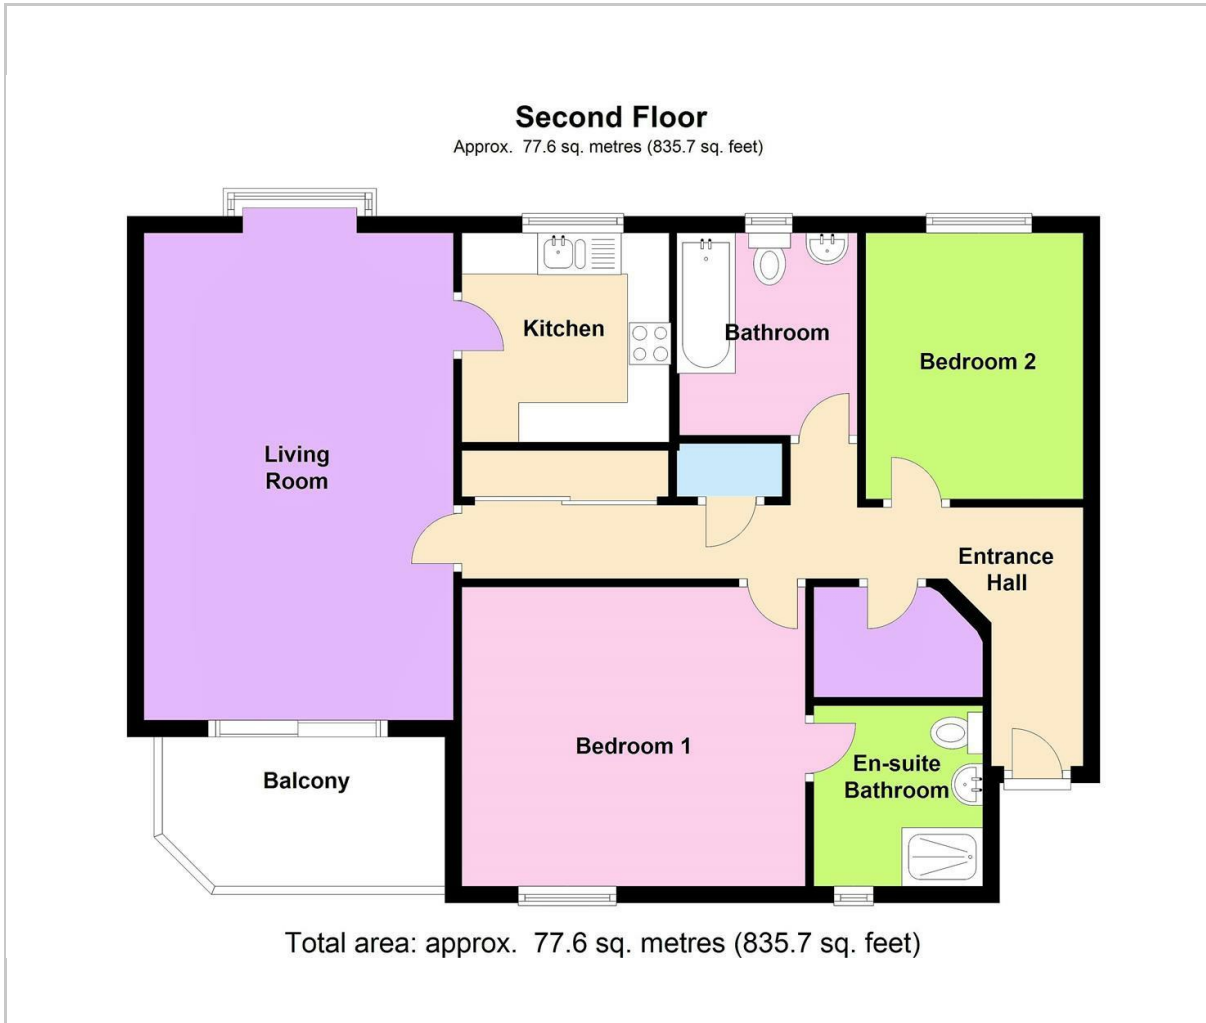 Second Floor
Approx. 77.6 sq. metres (835.7 sq. feet)
Kitchen
Bathroom
Bedroom 2
Living
Room
Entrance
Hall
Bedroom 1
En-suite
Bathroom
Balcony
Total area: approx. 77.6 sq. metres (835.7 sq. feet)